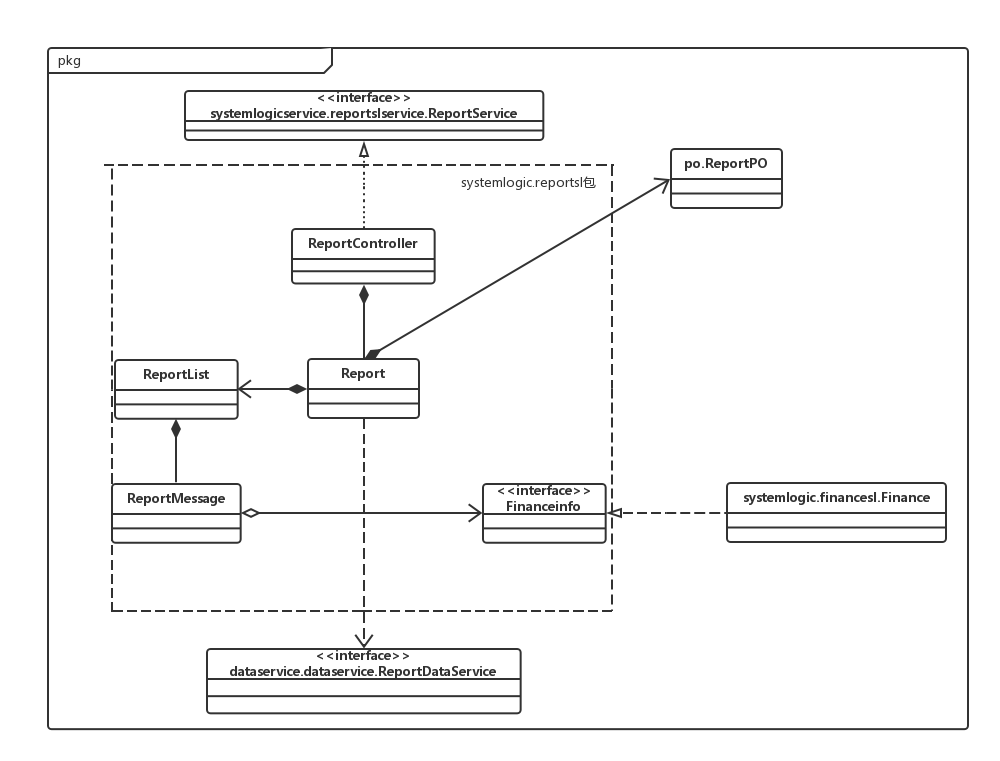 pkg
<<interface>>
systemlogicservice.reportslservice.ReportService
po.ReportPO
systemlogic.reportsl包
ReportController
ReportList
Report
ReportMessage
<<interface>>
Financeinfo
systemlogic.financesl.Finance
<<interface>>
dataservice.dataservice.ReportDataService